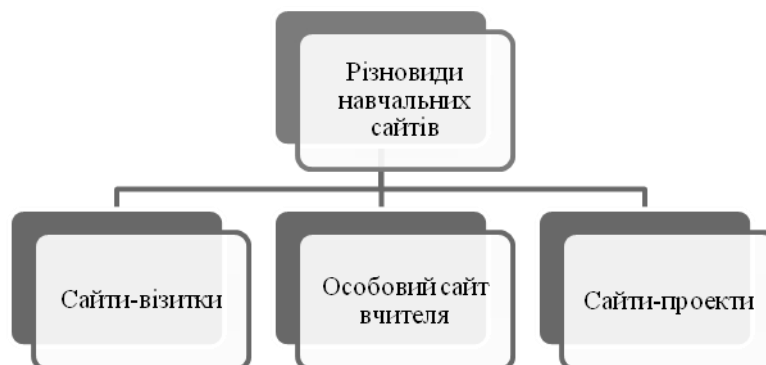 Різновиди
навчальних
сайтів
Сайти-візитки
Особовий сайт
вчителя
Сайти-проекти